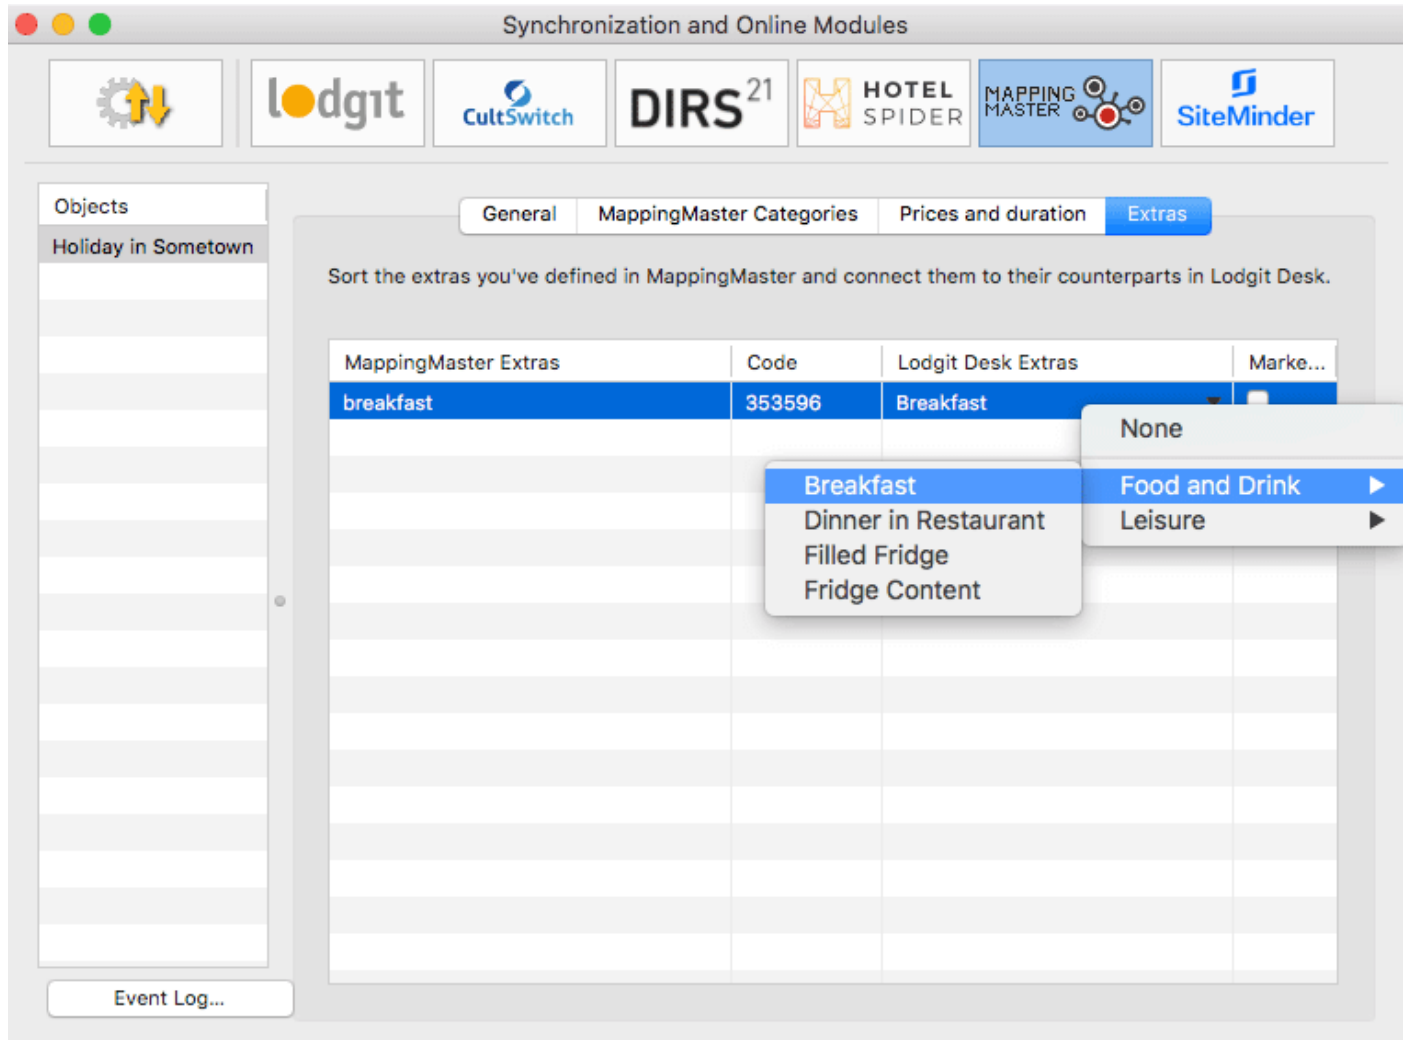 Synchronization and Online Modules
lodgit
CultSwitch
DIRS21
HOTEL
SPIDER
MAPPING
MASTER
SiteMinder
Objects
Holiday in Sometown
General
MappingMaster Categories
Prices and duration
Extras
Sort the extras you've defined in MappingMaster and connect them to their counterparts in Lodgit Desk.
MappingMaster Extras
Code
Lodgit Desk Extras
Marke...
breakfast
353596
Breakfast
None
Food and Drink
Leisure
Breakfast
Dinner in Restaurant
Filled Fridge
Fridge Content
Event Log...